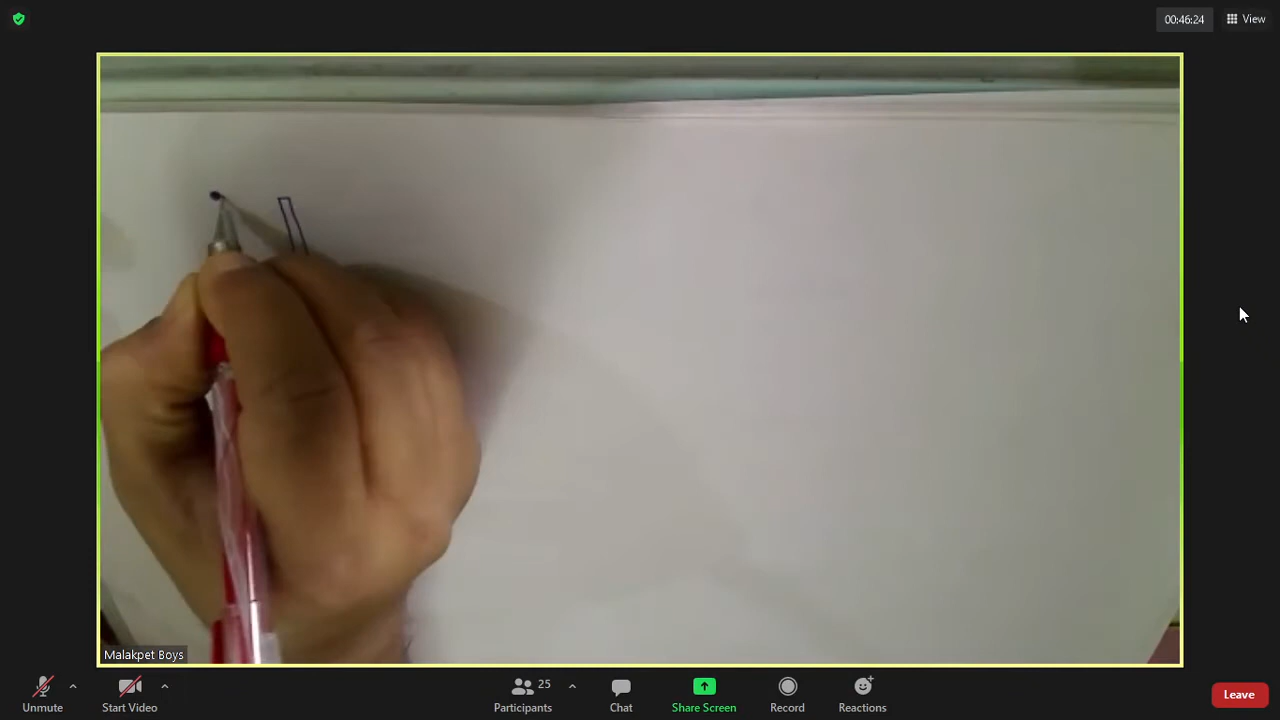 00:46:24
View
Malakpet Boys
Unmute
Start Video
25
Participants
Chat
Share Screen
Record
Reactions
Leave